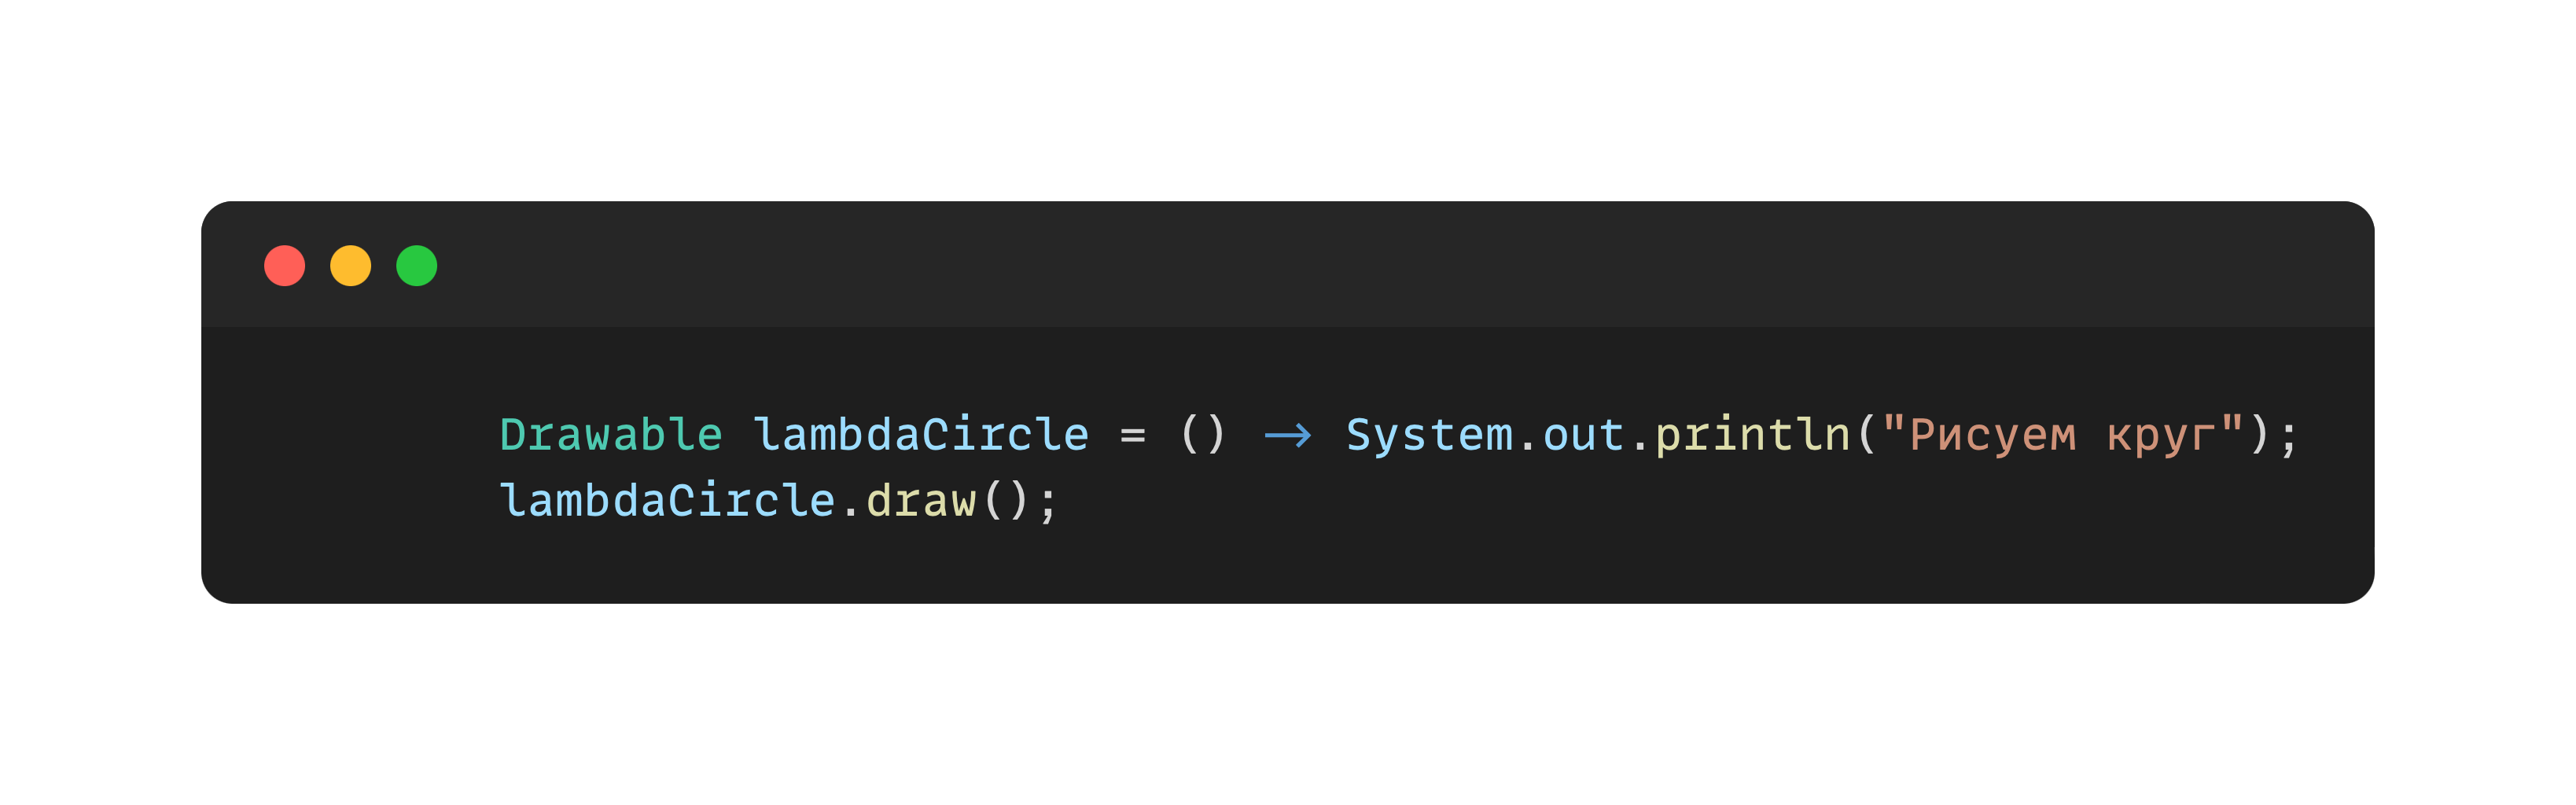 Drawable lambdaCircle = () -> System.out.println("Рисуем круг");
lambdaCircle.draw();